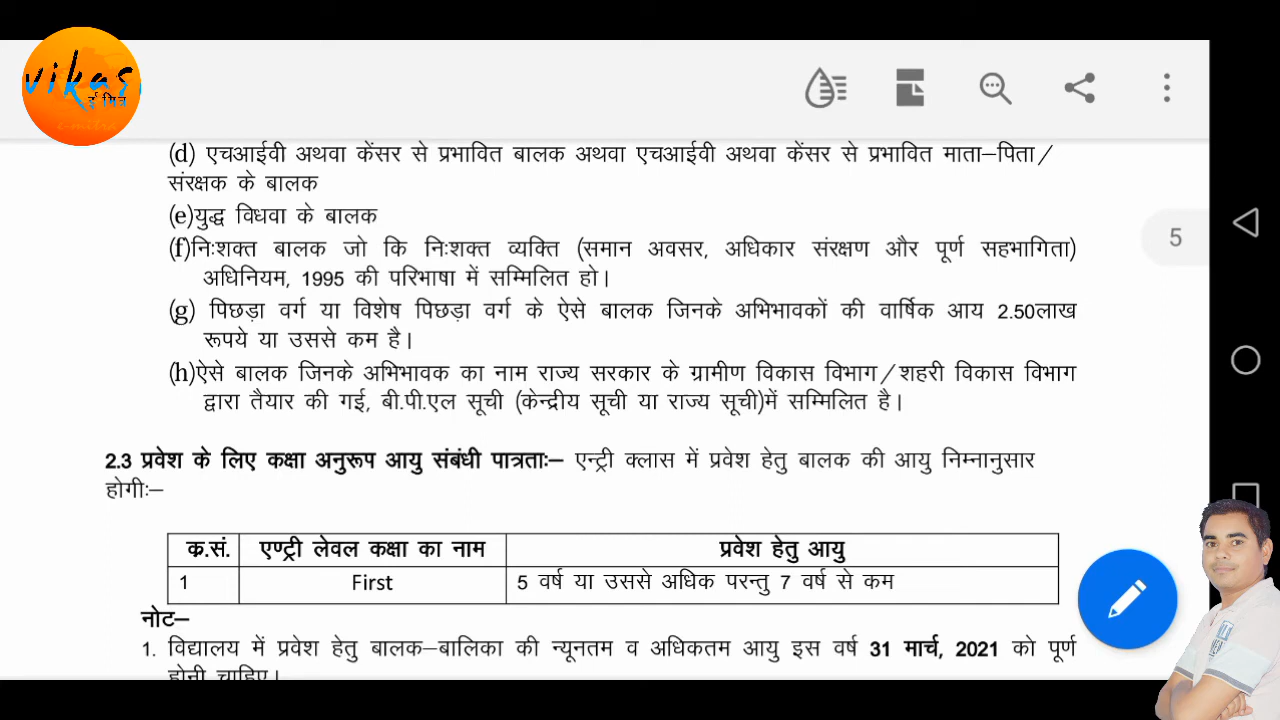 vikas
ई मित्र
e-mitra
(d) एचआईवी अथवा केंसर से प्रभावित बालक अथवा एचआईवी अथवा केंसर से प्रभावित माता–पिता/
संरक्षक के बालक
(e)युद्ध विधवा के बालक
5
(f)निःशक्त बालक जो कि निःशक्त व्यक्ति (समान अवसर, अधिकार संरक्षण और पूर्ण सहभागिता)
अधिनियम, 1995 की परिभाषा में सम्मिलित हो।
(g) पिछड़ा वर्ग या विशेष पिछड़ा वर्ग के ऐसे बालक जिनके अभिभावकों की वार्षिक आय 2.50लाख
रूपये या उससे कम है।
(h)ऐसे बालक जिनके अभिभावक का नाम राज्य सरकार के ग्रामीण विकास विभाग/शहरी विकास विभाग
द्वारा तैयार की गई, बी.पी.एल सूची (केन्द्रीय सूची या राज्य सूची)में सम्मिलित है।
2.3 प्रवेश के लिए कक्षा अनुरूप आयु संबंधी पात्रताः– एन्ट्री क्लास में प्रवेश हेतु बालक की आयु निम्नानुसार
होगीः–
क्र.सं. एण्ट्री लेवल कक्षा का नाम प्रवेश हेतु आयु
1 First 5 वर्ष या उससे अधिक परन्तु 7 वर्ष से कम
नोट–
1. विद्यालय में प्रवेश हेतु बालक–बालिका की न्यूनतम व अधिकतम आयु इस वर्ष 31 मार्च, 2021 को पूर्ण
होनी चाहिए।